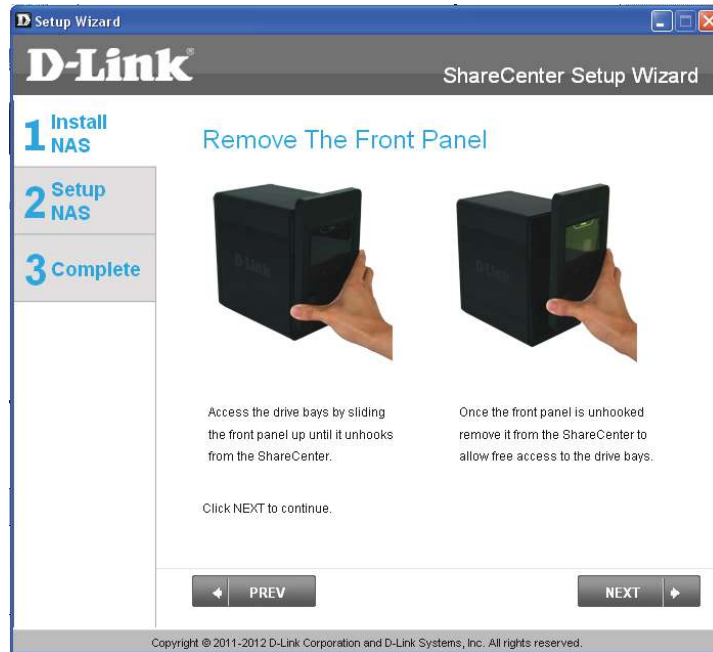 Setup Wizard
D-Link®
ShareCenter Setup Wizard
1 Install
NAS
2 Setup
NAS
3 Complete
Remove The Front Panel
D-Link
D-Link
Access the drive bays by sliding
the front panel up until it unhooks
from the ShareCenter.
Once the front panel is unhooked
remove it from the ShareCenter to
allow free access to the drive bays.
Click NEXT to continue.
PREV
NEXT
Copyright © 2011-2012 D-Link Corporation and D-Link Systems, Inc. All rights reserved.